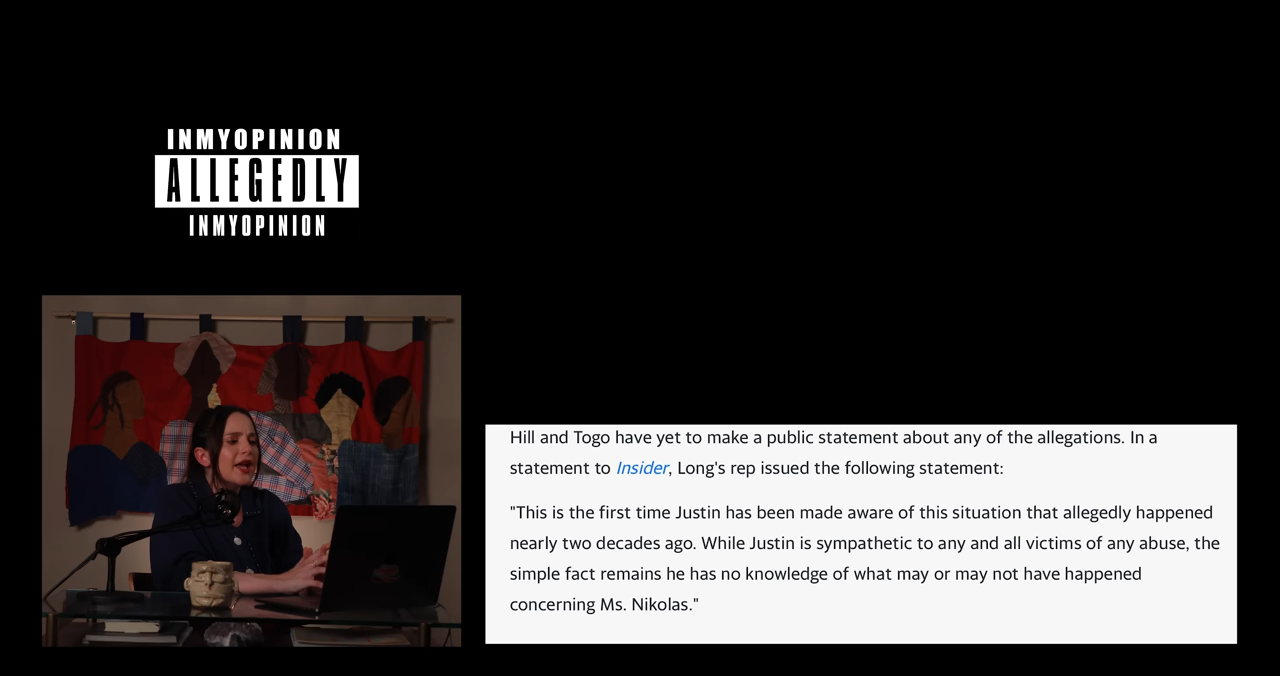 INMYOPINION
ALLEGEDLY
INMYOPINION
Hill and Togo have yet to make a public statement about any of the allegations. In a
statement to Insider, Long's rep issued the following statement:
"This is the first time Justin has been made aware of this situation that allegedly happened
nearly two decades ago. While Justin is sympathetic to any and all victims of any abuse, the
simple fact remains he has no knowledge of what may or may not have happened
concerning Ms. Nikolas."